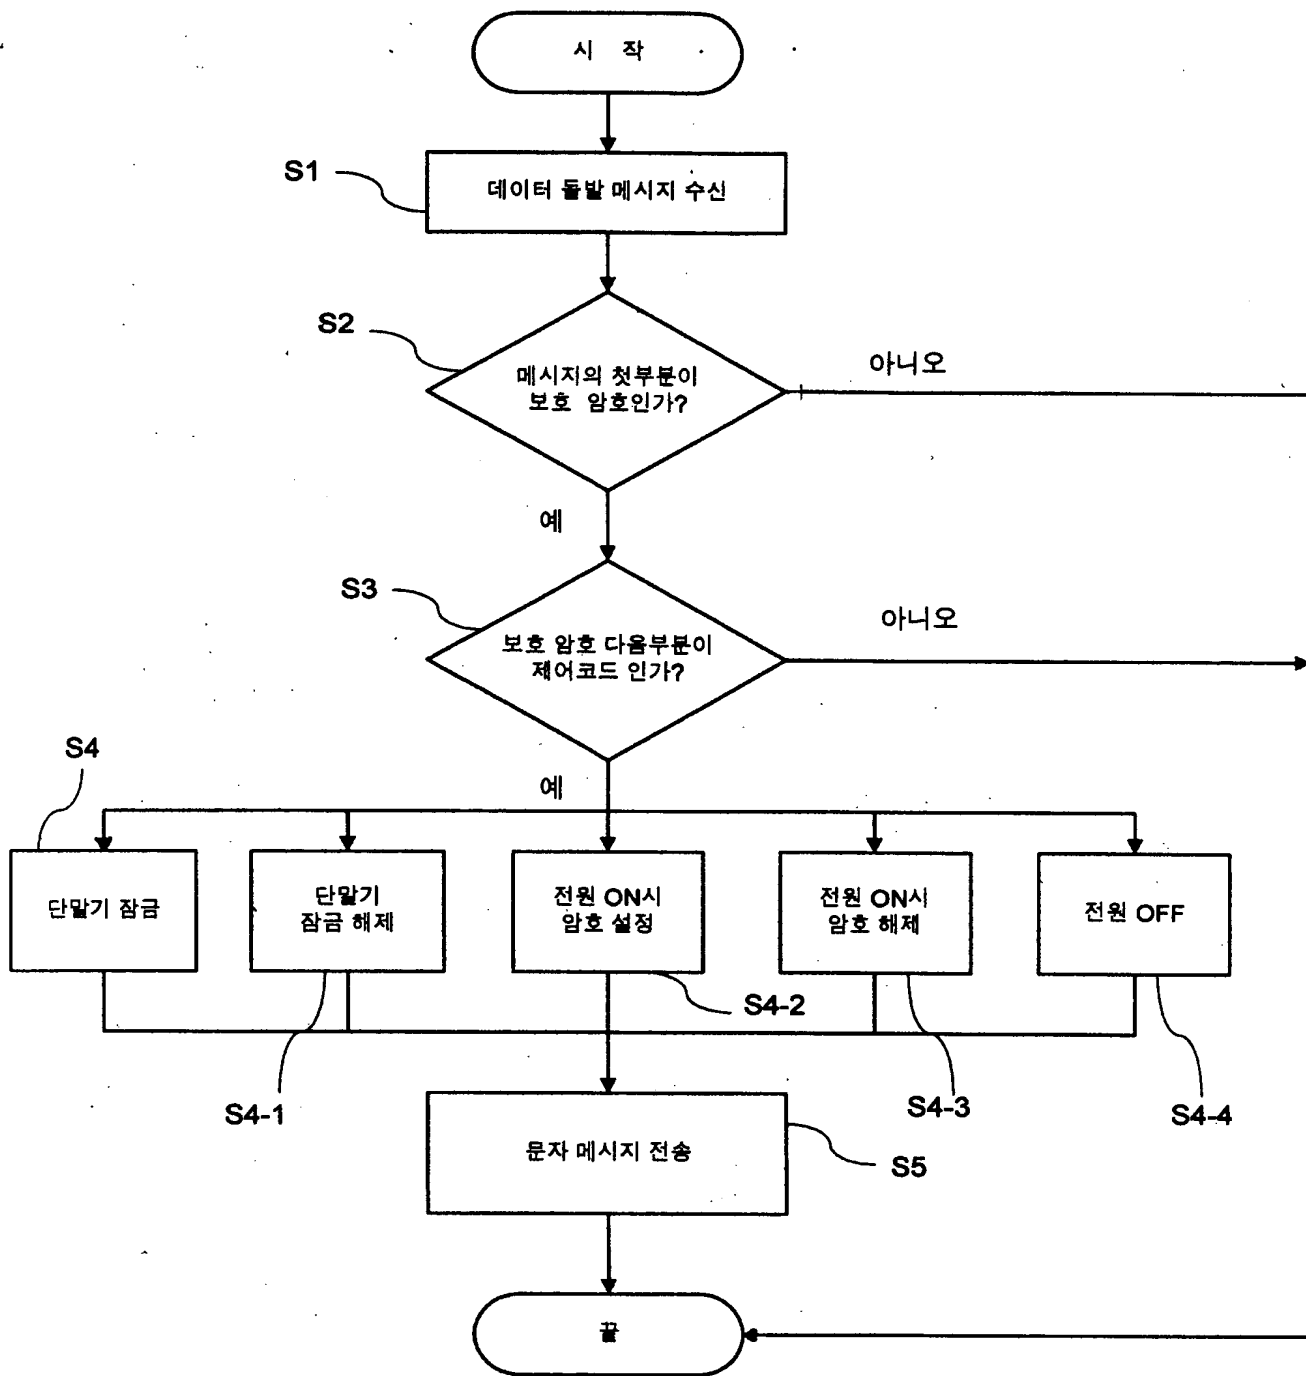 시 작
S1
데이터 돌발 메시지 수신
S2
메시지의 첫부분이
보호 암호인가?
아니오
예
S3
보호 암호 다음부분이
제어코드 인가?
아니오
예
S4
단말기 잠금
단말기
잠금 해제
전원 ON시
암호 설정
전원 ON시
암호 해제
전원 OFF
S4-1
S4-2
S4-3
S4-4
문자 메시지 전송
S5
끝